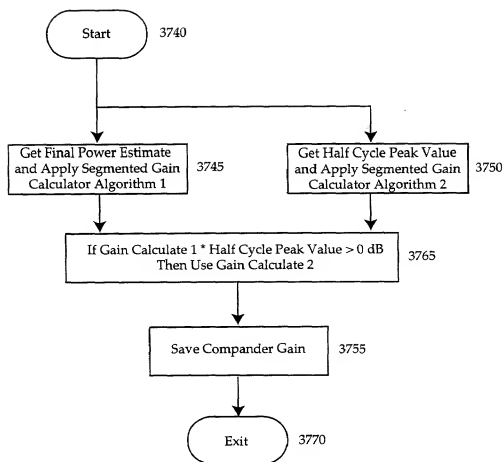 Start
3740
Get Final Power Estimate
and Apply Segmented Gain
Calculator Algorithm 1
3745
Get Half Cycle Peak Value
and Apply Segmented Gain
Calculator Algorithm 2
3750
If Gain Calculate 1 * Half Cycle Peak Value > 0 dB
Then Use Gain Calculate 2
3765
Save Compander Gain
3755
Exit
3770